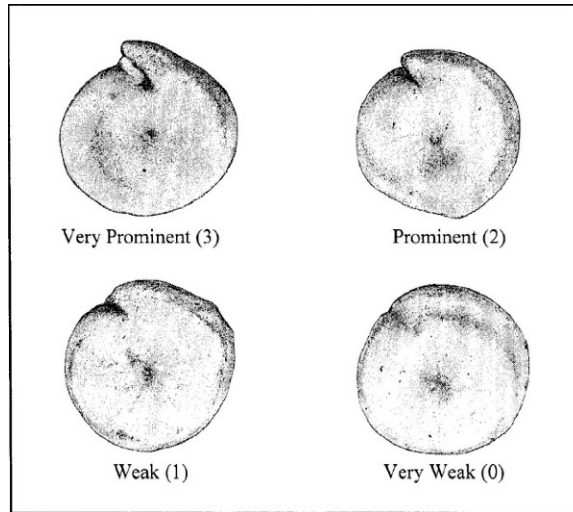 Very Prominent (3)
Prominent (2)
Weak (1)
Very Weak (0)